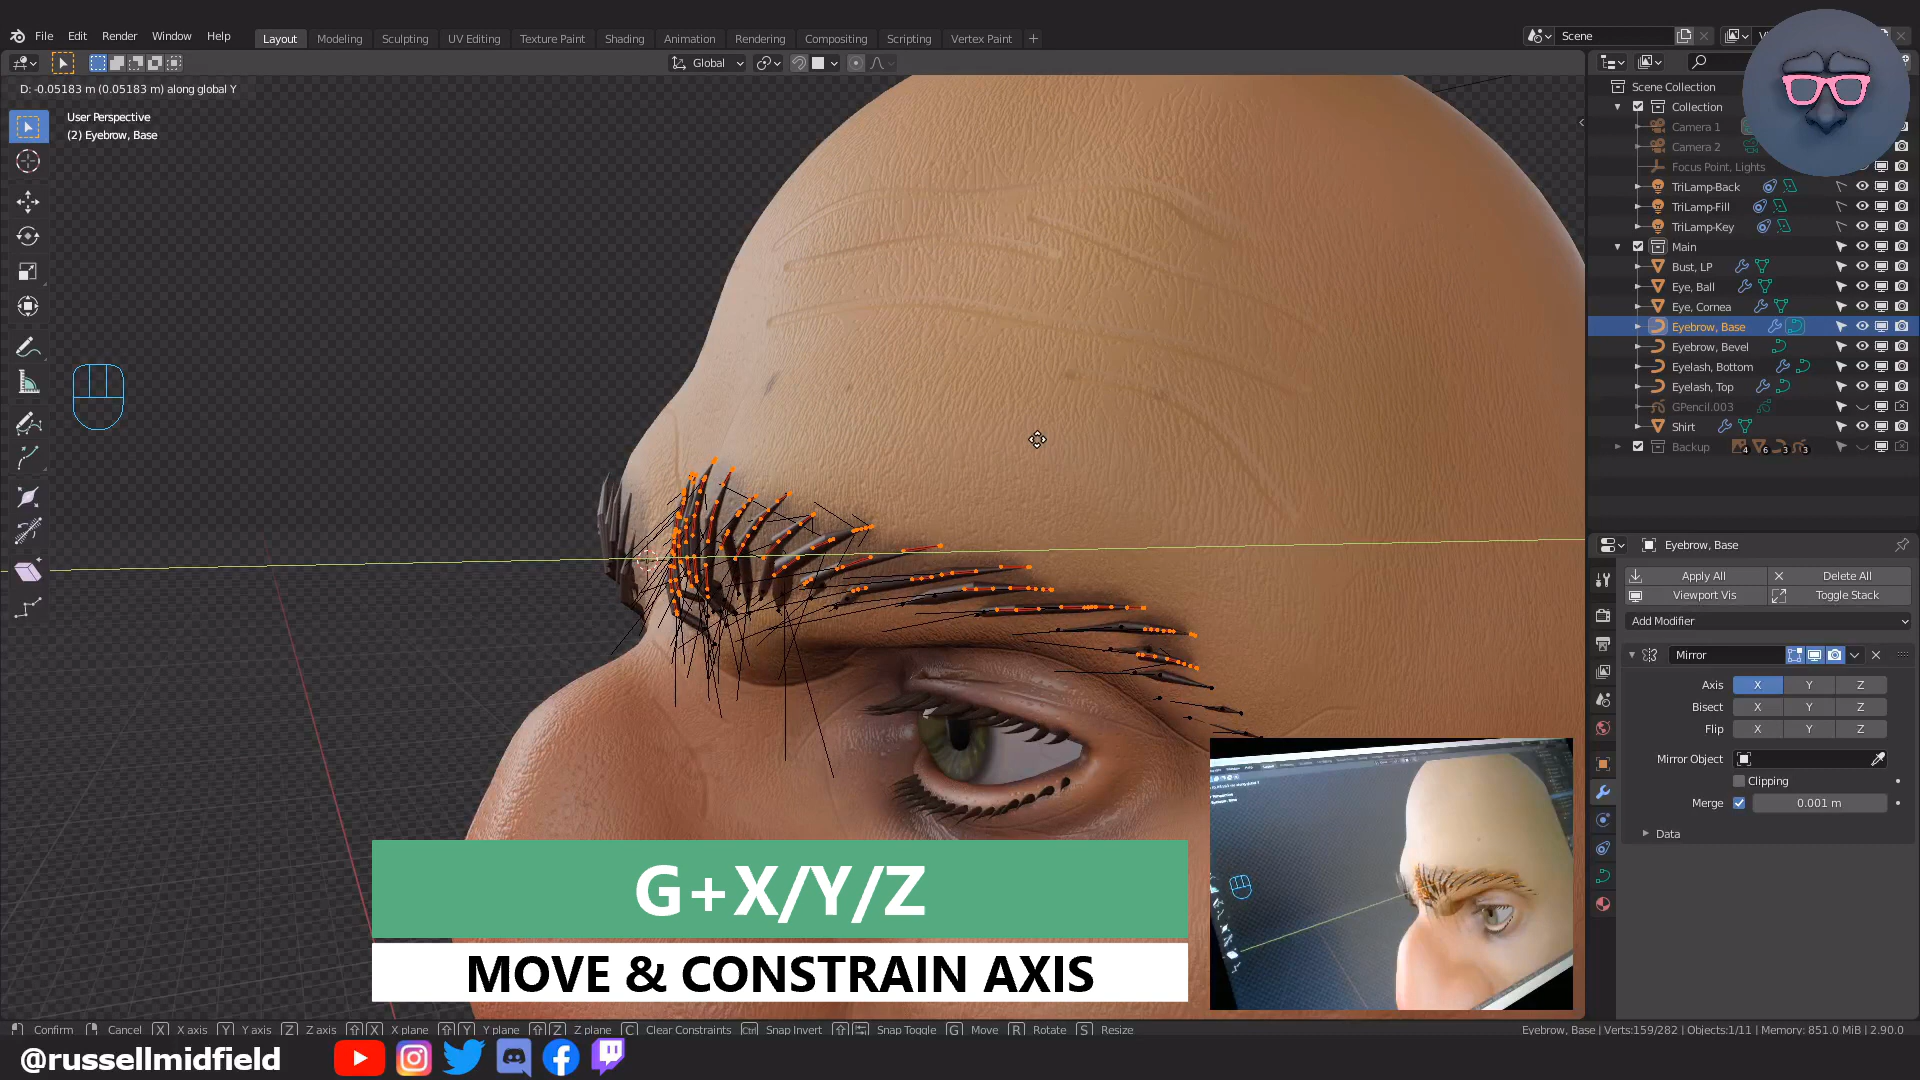 File Edit Render Window Help
Layout Modeling Sculpting UV Editing Texture Paint Shading Animation Rendering Compositing Scripting Vertex Paint +
Scene
Global
D: -0.05183 m (0.05183 m) along global Y
User Perspective
(2) Eyebrow, Base
Scene Collection
Collection
Camera 1
Camera 2
Focus Point, Lights
TriLamp-Back
TriLamp-Fill
TriLamp-Key
Main
Bust, LP
Eye, Ball
Eye, Cornea
Eyebrow, Base
Eyebrow, Bevel
Eyelash, Bottom
Eyelash, Top
GPencil.003
Shirt
Backup 4 6 3 3
Eyebrow, Base
Apply All Delete All
Viewport Vis Toggle Stack
Add Modifier
Mirror
Axis X Y Z
Bisect X Y Z
Flip X Y Z
Mirror Object
Clipping
Merge 0.001 m
Data
G+X/Y/Z
MOVE & CONSTRAIN AXIS
Confirm Cancel X X axis Y Y axis Z Z axis X X plane Y Y plane Z Z plane C Clear Constraints Ctrl Snap Invert Snap Toggle G Move R Rotate S Resize
Eyebrow, Base | Verts:159/282 | Objects:1/11 | Memory: 851.0 MiB | 2.90.0
@russellmidfield